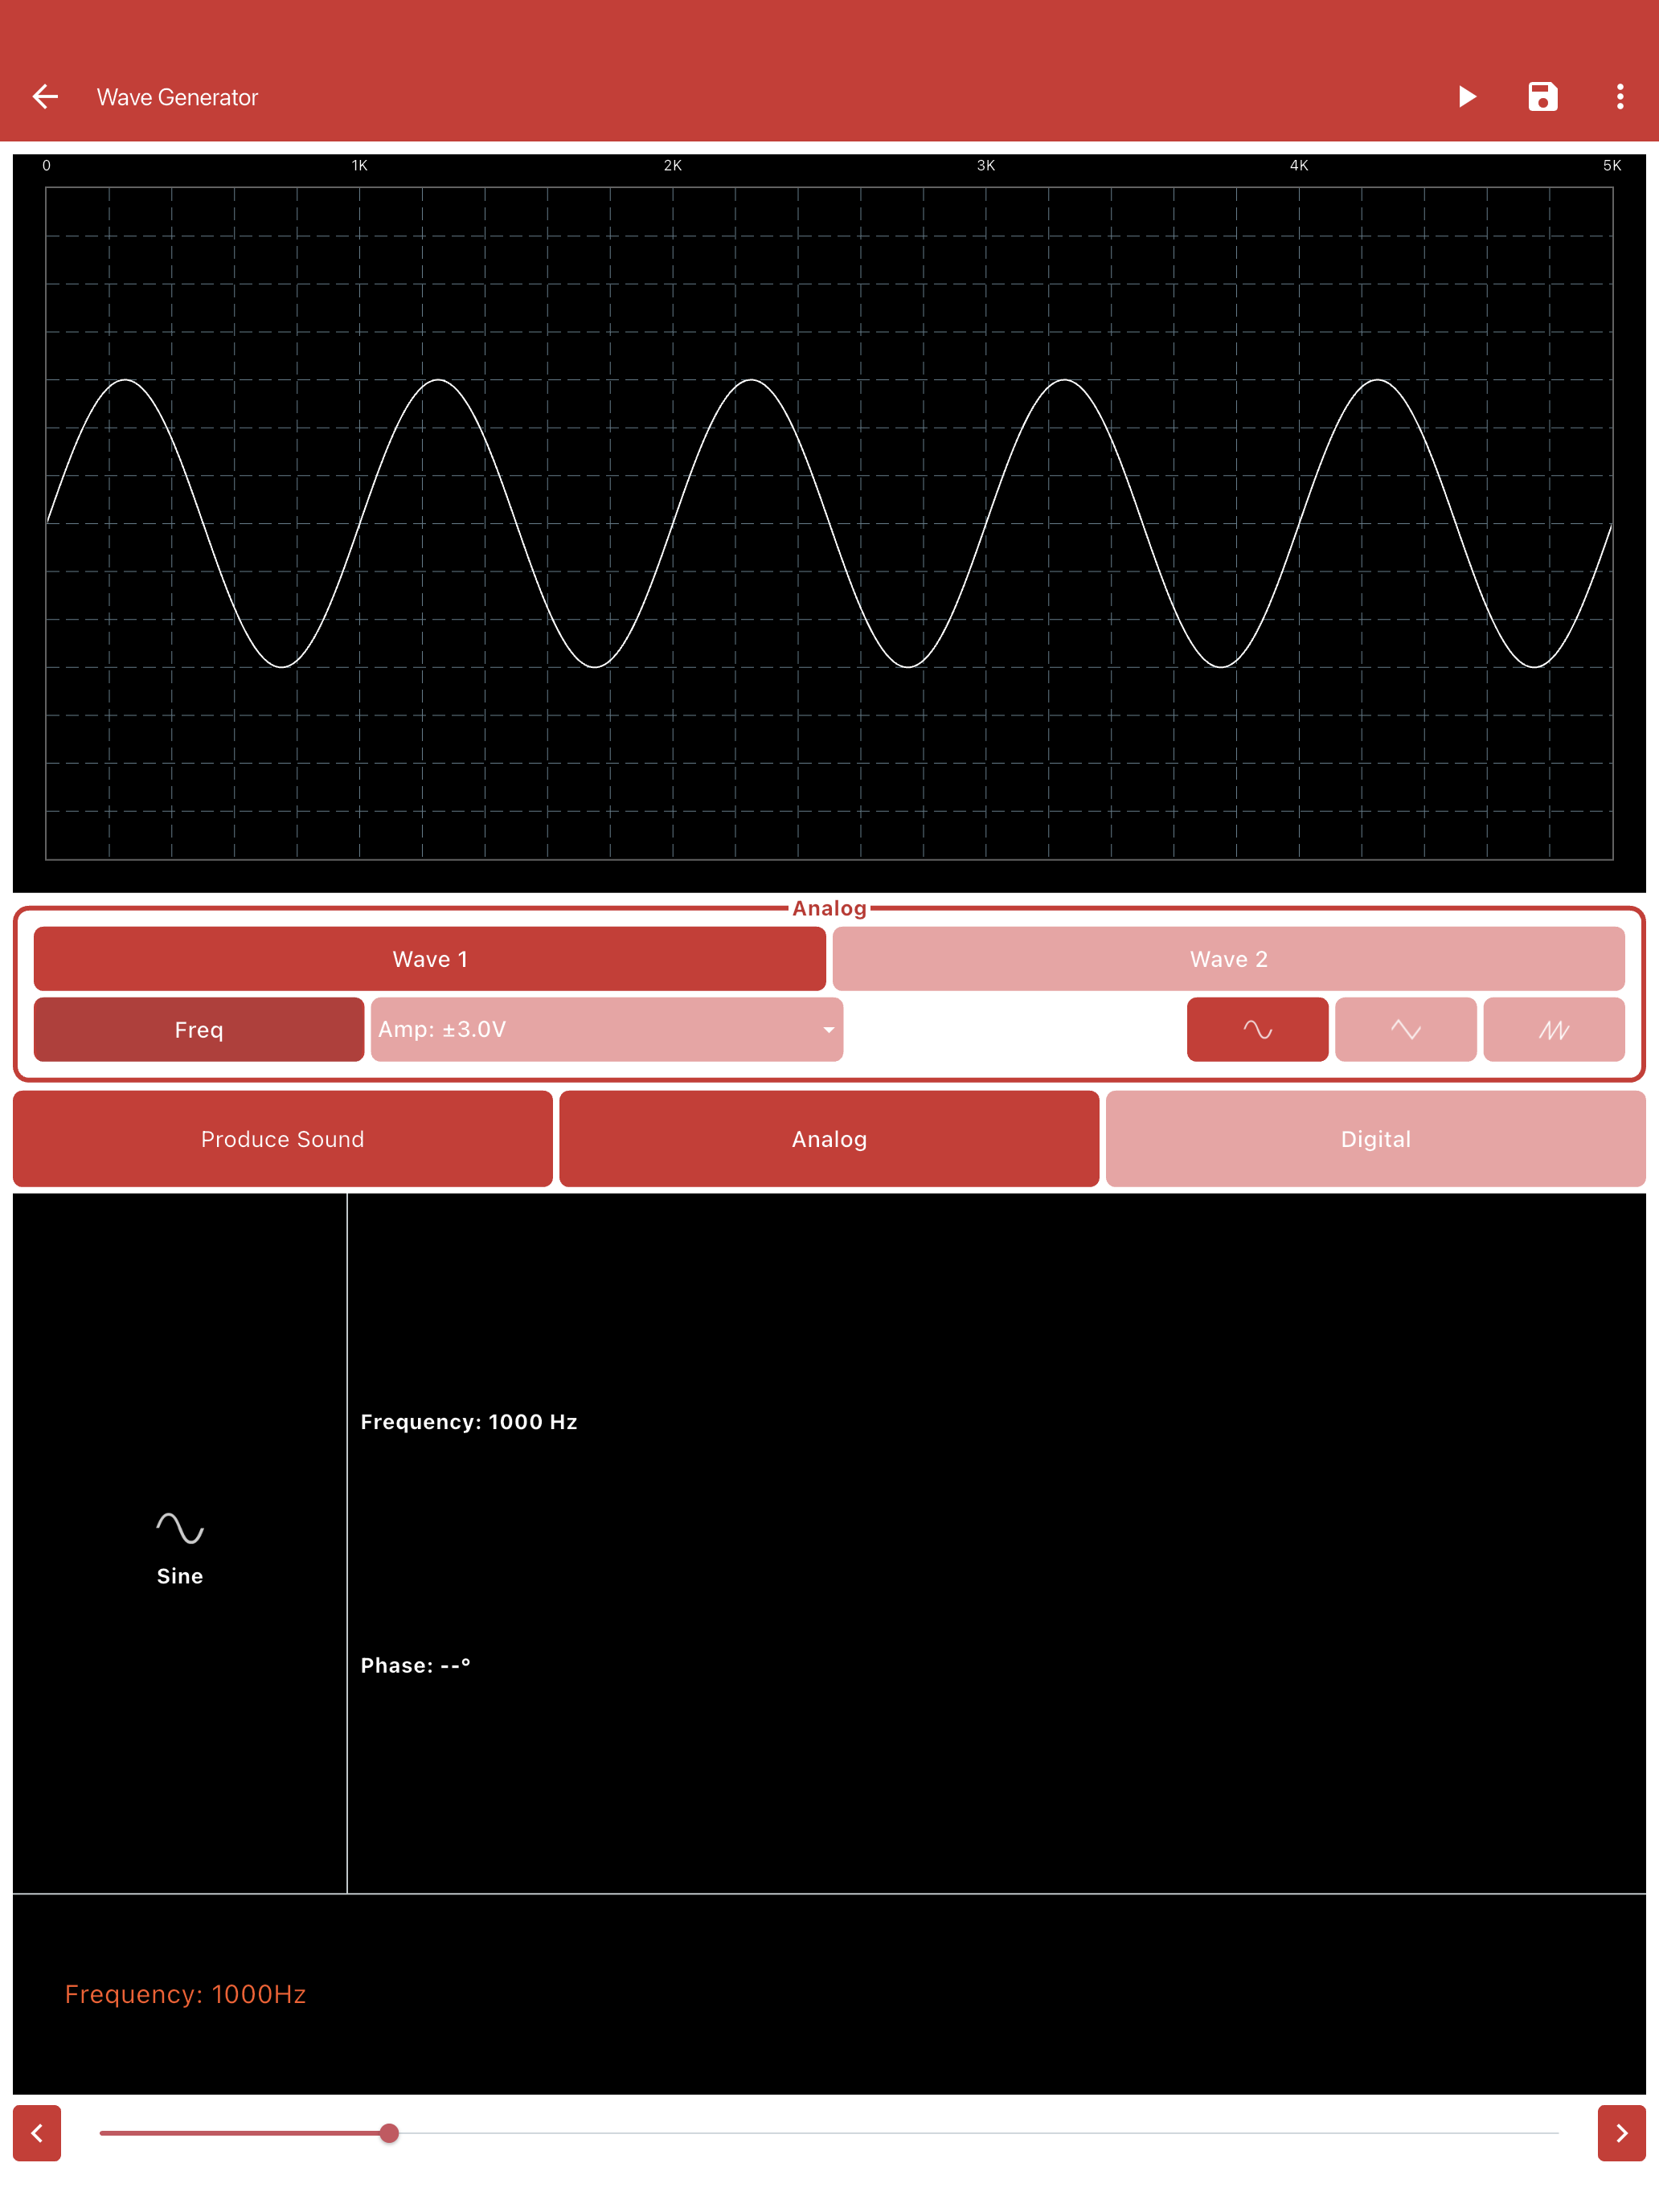 Wave Generator
0 1K 2K 3K 4K 5K
Analog
Wave 1 Wave 2
Freq Amp: ±3.0V
Produce Sound Analog Digital
Frequency: 1000 Hz
Sine
Phase: --°
Frequency: 1000Hz